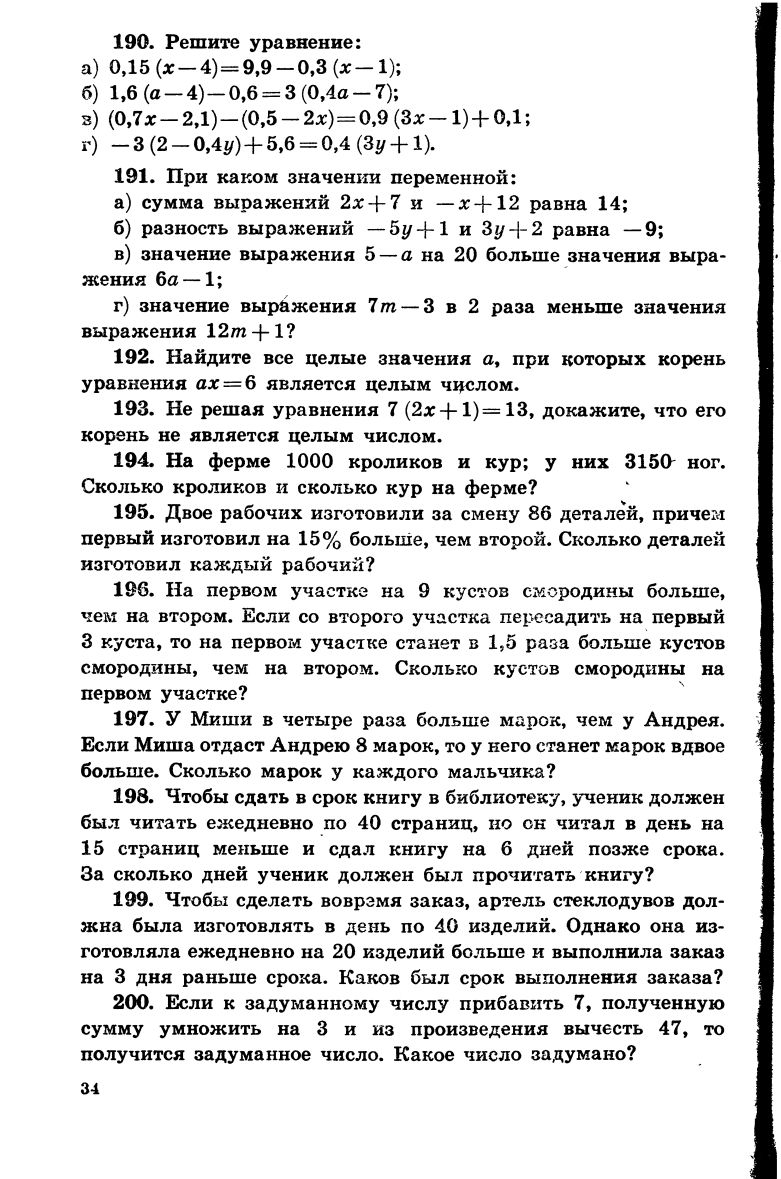 190. Решите уравнение:
а) 0,15 (x — 4) = 9,9 — 0,3 (x — 1);
б) 1,6 (a — 4) — 0,6 = 3 (0,4a — 7);
в) (0,7x — 2,1) — (0,5 — 2x) = 0,9 (3x — 1) + 0,1;
г) — 3 (2 — 0,4y) + 5,6 = 0,4 (3y + 1).
191. При каком значении переменной:
а) сумма выражений 2x + 7 и — x + 12 равна 14;
б) разность выражений — 5y + 1 и 3y + 2 равна — 9;
в) значение выражения 5 — a на 20 больше значения выра-
жения 6a — 1;
г) значение выражения 7m — 3 в 2 раза меньше значения
выражения 12m + 1?
192. Найдите все целые значения a, при которых корень
уравнения ax = 6 является целым числом.
193. Не решая уравнения 7 (2x + 1) = 13, докажите, что его
корень не является целым числом.
194. На ферме 1000 кроликов и кур; у них 3150 ног.
Сколько кроликов и сколько кур на ферме?
195. Двое рабочих изготовили за смену 86 деталей, причем
первый изготовил на 15% больше, чем второй. Сколько деталей
изготовил каждый рабочий?
196. На первом участке на 9 кустов смородины больше,
чем на втором. Если со второго участка пересадить на первый
3 куста, то на первом участке станет в 1,5 раза больше кустов
смородины, чем на втором. Сколько кустов смородины на
первом участке?
197. У Миши в четыре раза больше марок, чем у Андрея.
Если Миша отдаст Андрею 8 марок, то у него станет марок вдвое
больше. Сколько марок у каждого мальчика?
198. Чтобы сдать в срок книгу в библиотеку, ученик должен
был читать ежедневно по 40 страниц, но он читал в день на
15 страниц меньше и сдал книгу на 6 дней позже срока.
За сколько дней ученик должен был прочитать книгу?
199. Чтобы сделать вовремя заказ, артель стеклодувов дол-
жна была изготовлять в день по 40 изделий. Однако она из-
готовляла ежедневно на 20 изделий больше и выполнила заказ
на 3 дня раньше срока. Каков был срок выполнения заказа?
200. Если к задуманному числу прибавить 7, полученную
сумму умножить на 3 и из произведения вычесть 47, то
получится задуманное число. Какое число задумано?
34